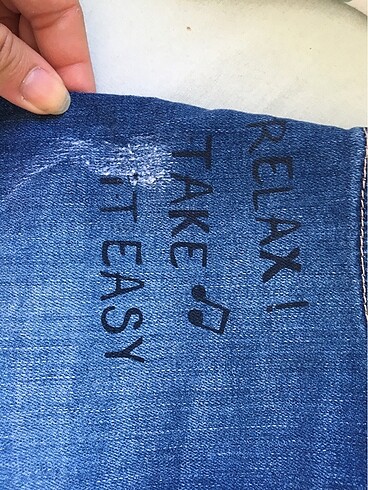 RELAX!
TAKE ♫
IT EASY